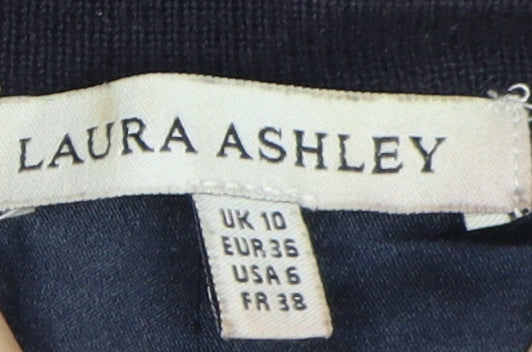 LAURA ASHLEY
UK 10
EUR 36
USA 6
FR 38